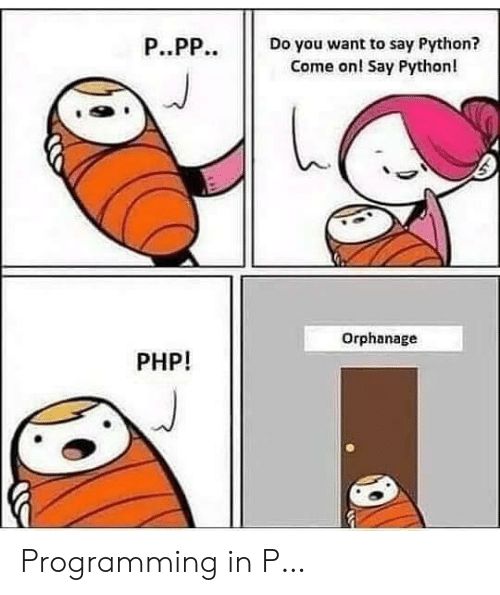 P..PP..
Do you want to say Python?
Come on! Say Python!
PHP!
Orphanage
Programming in P...